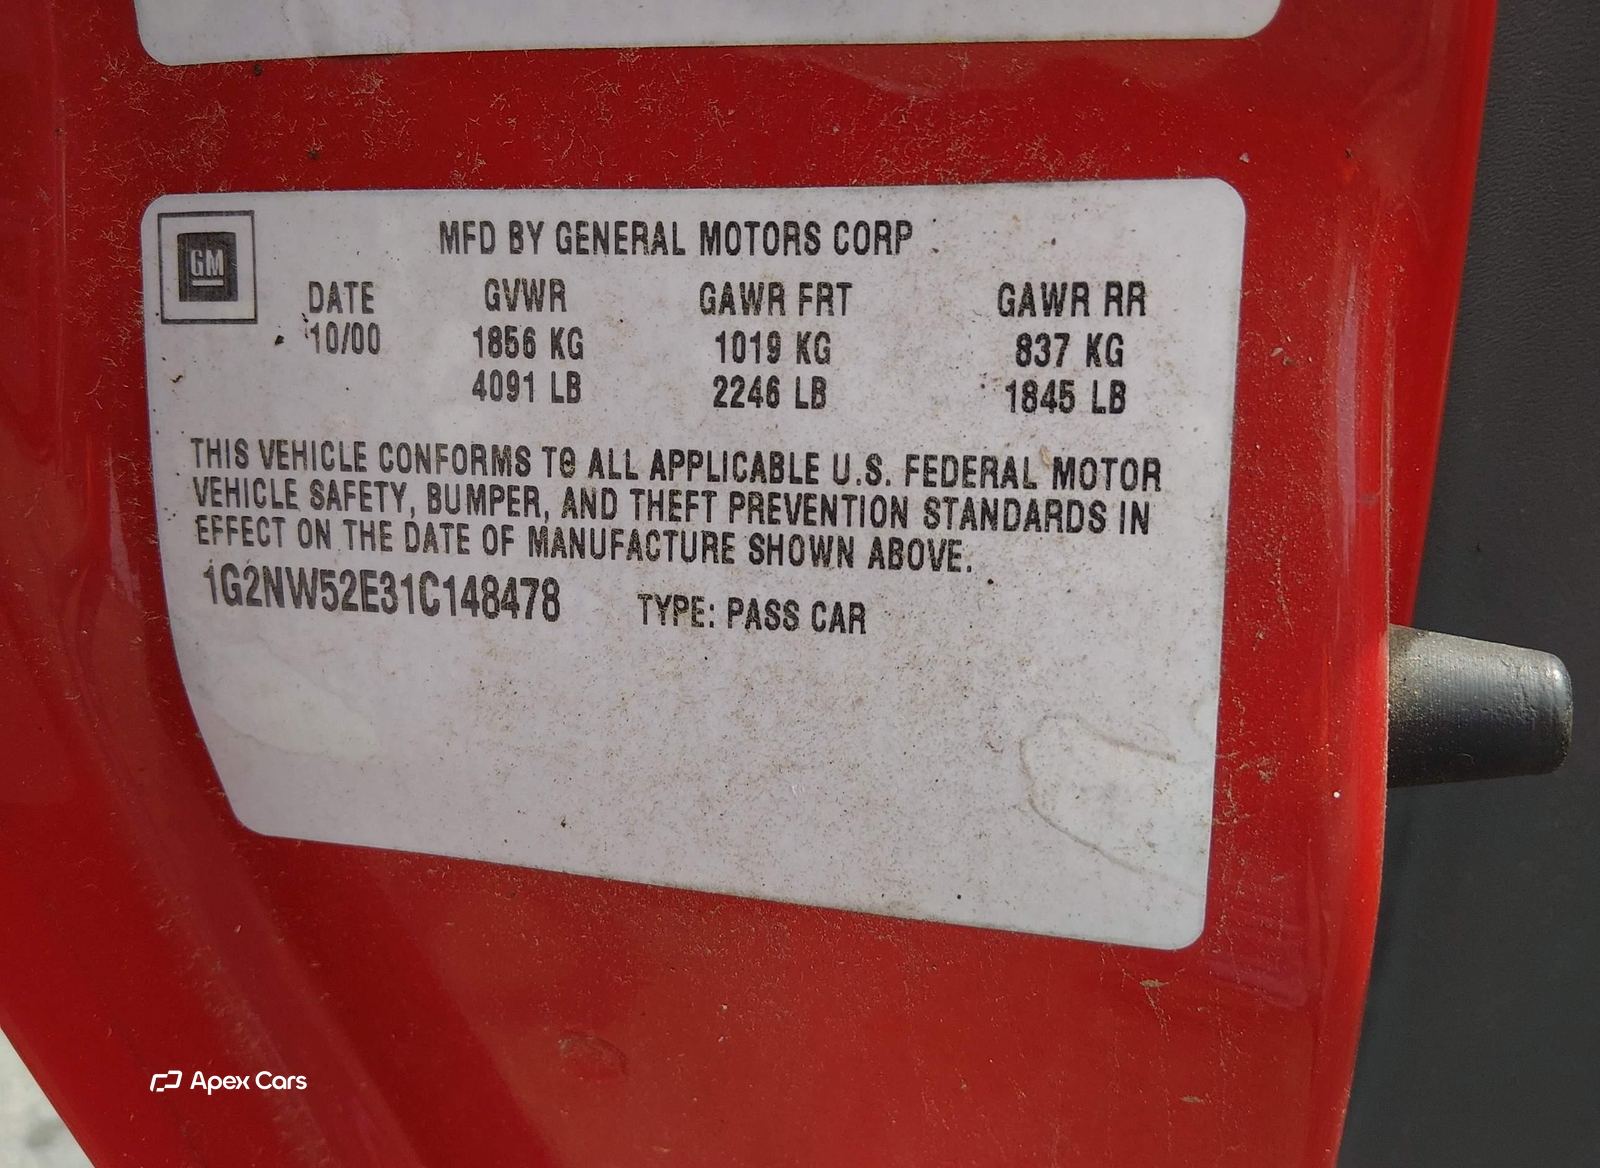 GM
MFD BY GENERAL MOTORS CORP
DATE GVWR GAWR FRT GAWR RR
10/00 1856 KG 1019 KG 837 KG
4091 LB 2246 LB 1845 LB
THIS VEHICLE CONFORMS TO ALL APPLICABLE U.S. FEDERAL MOTOR
VEHICLE SAFETY, BUMPER, AND THEFT PREVENTION STANDARDS IN
EFFECT ON THE DATE OF MANUFACTURE SHOWN ABOVE.
1G2NW52E31C148478 TYPE: PASS CAR
Apex Cars